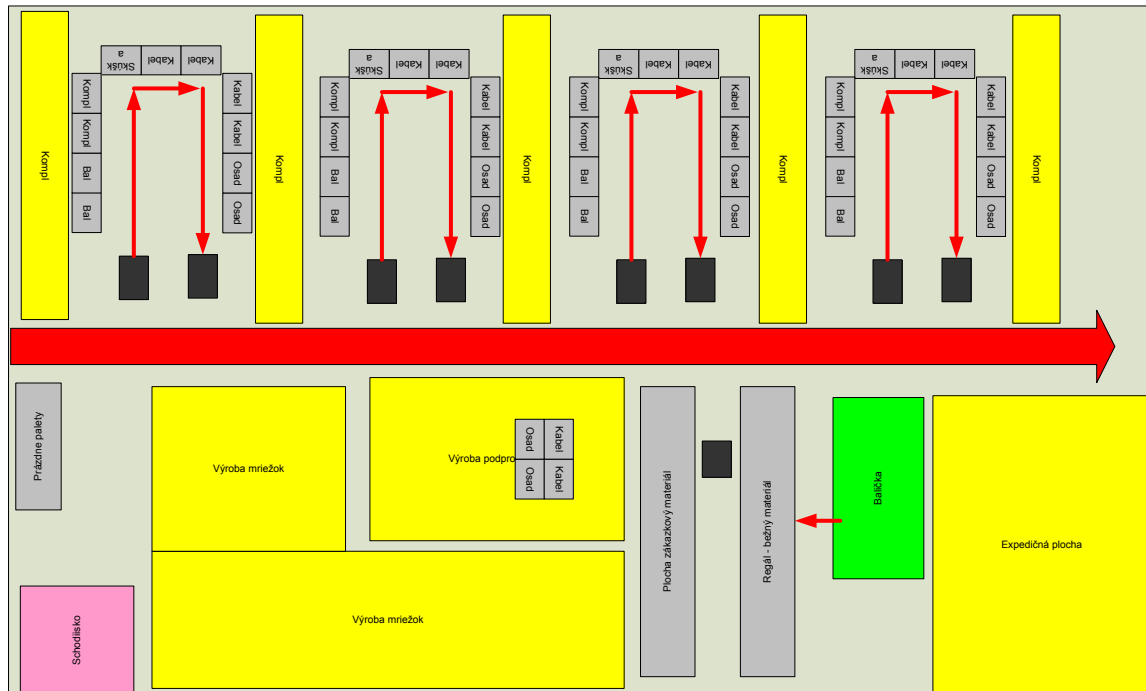 Kompl
Skúšk
a
Kabel
Kabel
Kompl
Kompl
Bal
Bal
Kabel
Kabel
Osad
Osad
Kompl
Skúšk
a
Kabel
Kabel
Kompl
Kompl
Bal
Bal
Kabel
Kabel
Osad
Osad
Kompl
Skúšk
a
Kabel
Kabel
Kompl
Kompl
Bal
Bal
Kabel
Kabel
Osad
Osad
Kompl
Skúšk
a
Kabel
Kabel
Kompl
Kompl
Bal
Bal
Kabel
Kabel
Osad
Osad
Kompl
Prázdne palety
Výroba mriežok
Výroba podpro
Osad
Kabel
Osad
Kabel
Plocha zákazkový materiál
Regál - bežný materiál
Balička
Expedičná plocha
Schodiisko
Výroba mriežok